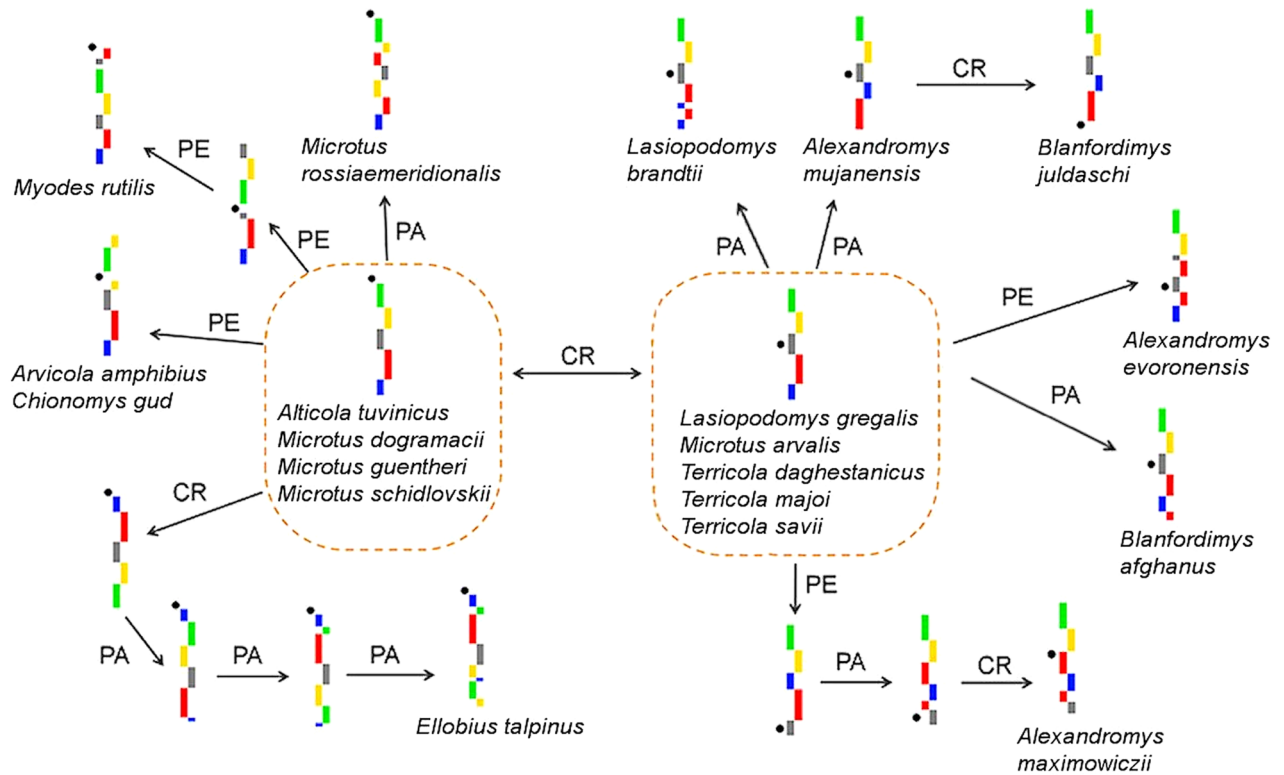 Myodes rutilis
Microtus
rossiaemeridionalis
Lasiopodomys
brandtii
Alexandromys
mujanensis
CR
Blanfordimys
juldaschi
PE
PE
PA
PA
PA
PE
Arvicola amphibius
Chionomys gud
PE
Alexandromys
evoronensis
CR
PA
Alticola tuvinicus
Microtus dogramacii
Microtus guentheri
Microtus schidlovskii
Lasiopodomys gregalis
Microtus arvalis
Terricola daghestanicus
Terricola majoi
Terricola savii
Blanfordimys
afghanus
CR
PE
PA
PA
PA
Ellobius talpinus
PA
CR
Alexandromys
maximowiczii